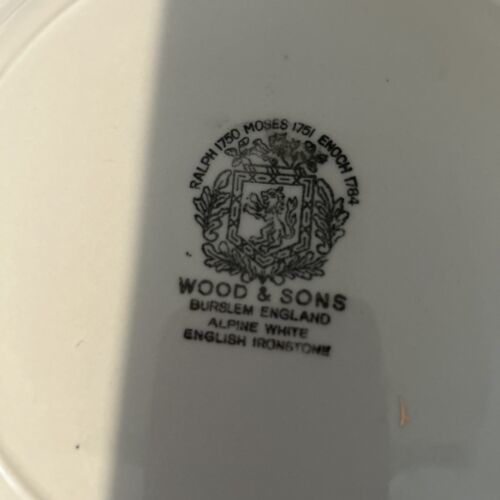 RALPH 1750 MOSES 1751 ENOCH 1784
WOOD & SONS
BURSLEM ENGLAND
ALPINE WHITE
ENGLISH IRONSTONE